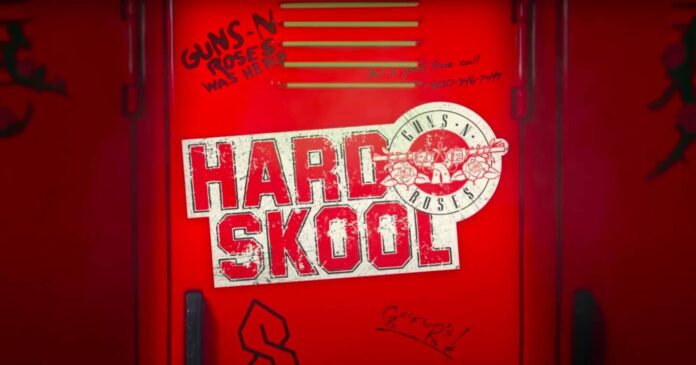 GUNS-N
ROSES
WAS HERE
HARD
SKOOL
GUNS·N·
ROSES